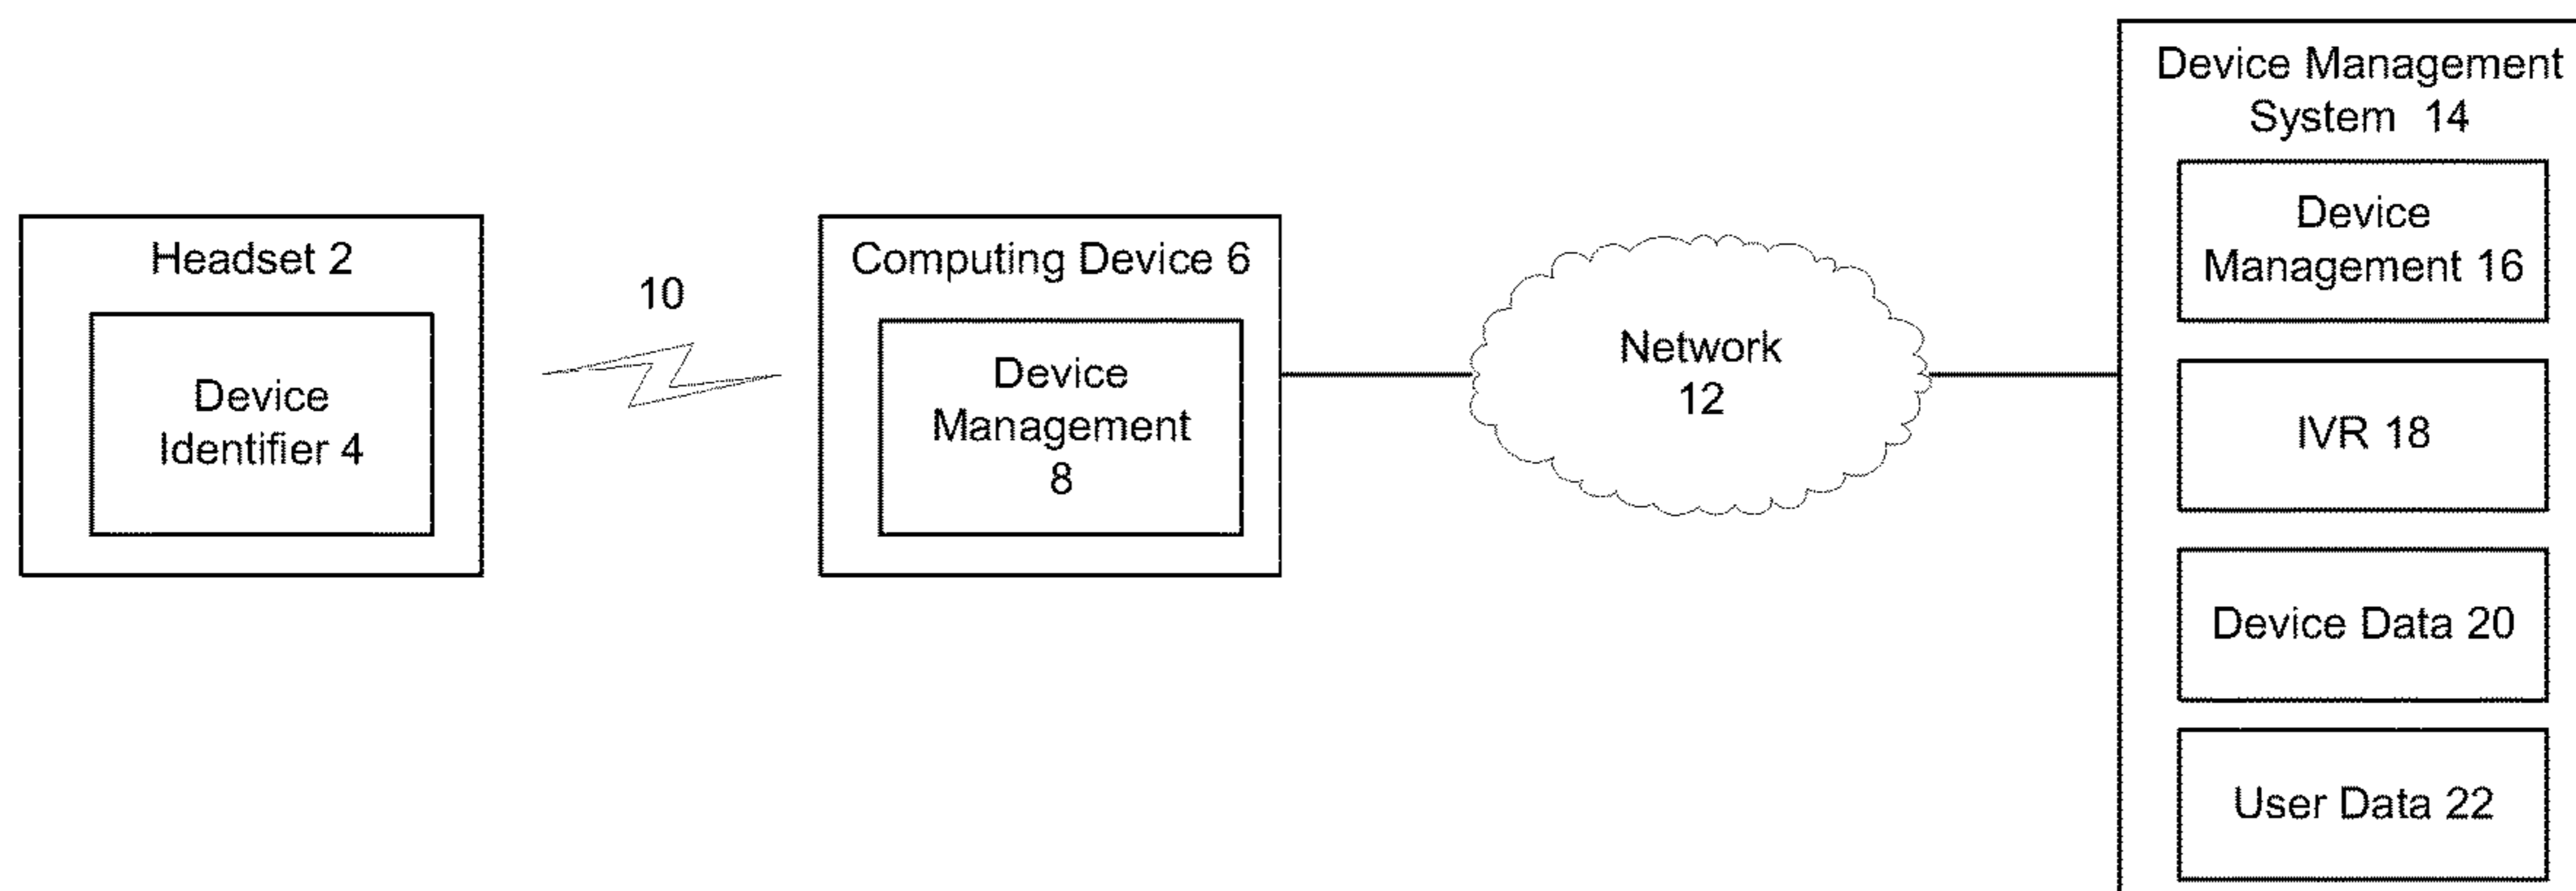 Headset 2
Device
Identifier 4
10
Computing Device 6
Device
Management
8
Network
12
Device Management
System 14
Device
Management 16
IVR 18
Device Data 20
User Data 22